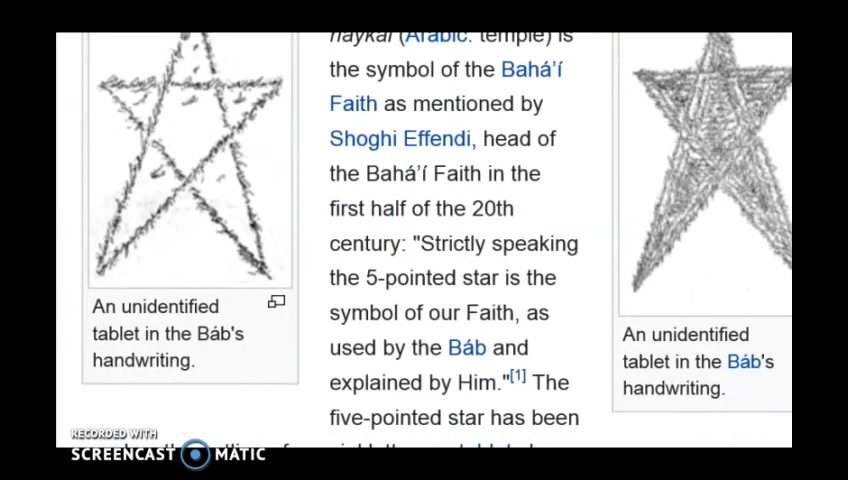 haykal (Arabic: temple) is
the symbol of the Bahá'í
Faith as mentioned by
Shoghi Effendi, head of
the Bahá'í Faith in the
first half of the 20th
century: "Strictly speaking
the 5-pointed star is the
symbol of our Faith, as
used by the Báb and
explained by Him."[1] The
five-pointed star has been
An unidentified
tablet in the Báb's
handwriting.
An unidentified
tablet in the Báb's
handwriting.
RECORDED WITH
SCREENCAST MATIC